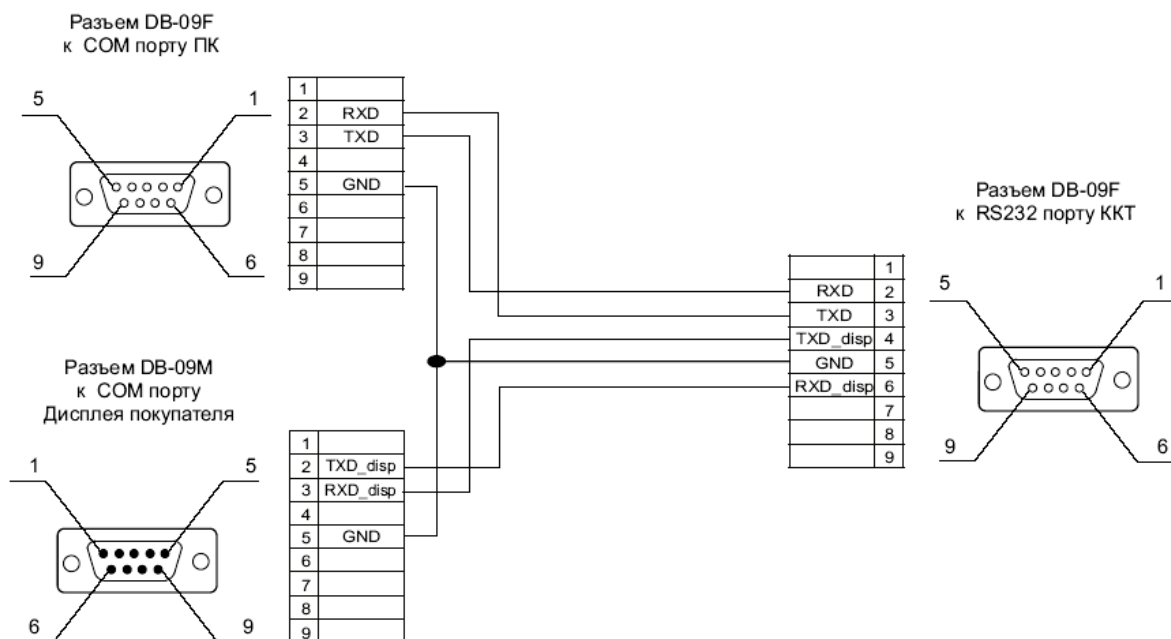 Разъем DB-09F
к COM порту ПК
5
1
9
6
1
2 RXD
3 TXD
4
5 GND
6
7
8
9
Разъем DB-09M
к COM порту
Дисплея покупателя
1
5
6
9
1
2 TXD_disp
3 RXD_disp
4
5 GND
6
7
8
9
Разъем DB-09F
к RS232 порту ККТ
1
RXD 2
TXD 3
TXD_disp 4
GND 5
RXD_disp 6
7
8
9
5
1
9
6